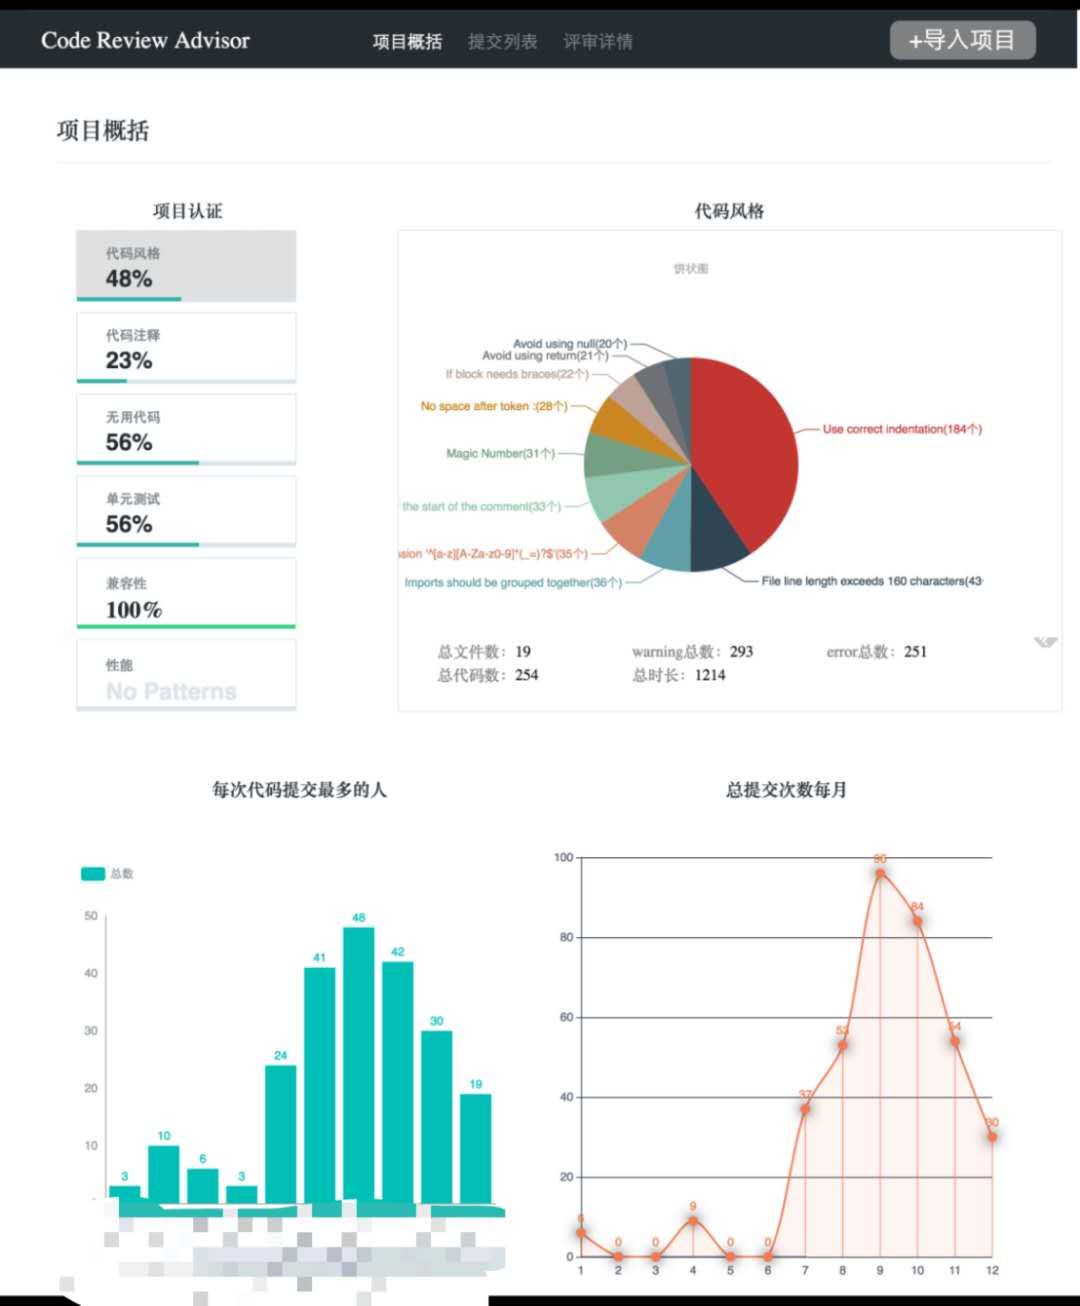 Code Review Advisor 项目概括 提交列表 评审详情 +导入项目
项目概括
项目认证
代码风格
48%
代码注释
23%
无用代码
56%
单元测试
56%
兼容性
100%
性能
No Patterns
代码风格
饼状图
Avoid using null(20个)
Avoid using return(21个)
If block needs braces(22个)
No space after token :(28个)
Magic Number(31个)
the start of the comment(33个)
ssion '^[a-z][A-Za-z0-9]*(_=)?$'(35个)
Imports should be grouped together(36个)
Use correct indentation(184个)
File line length exceeds 160 characters(43
总文件数：19 warning总数：293 error总数：251
总代码数：254 总时长：1214
每次代码提交最多的人
总数
50
40
30
20
10
3 10 6 3 24 41 48 42 30 19
总提交次数每月
100
80
60
40
20
0
6 0 0 9 0 0 37 53 84 54 30
1 2 3 4 5 6 7 8 9 10 11 12